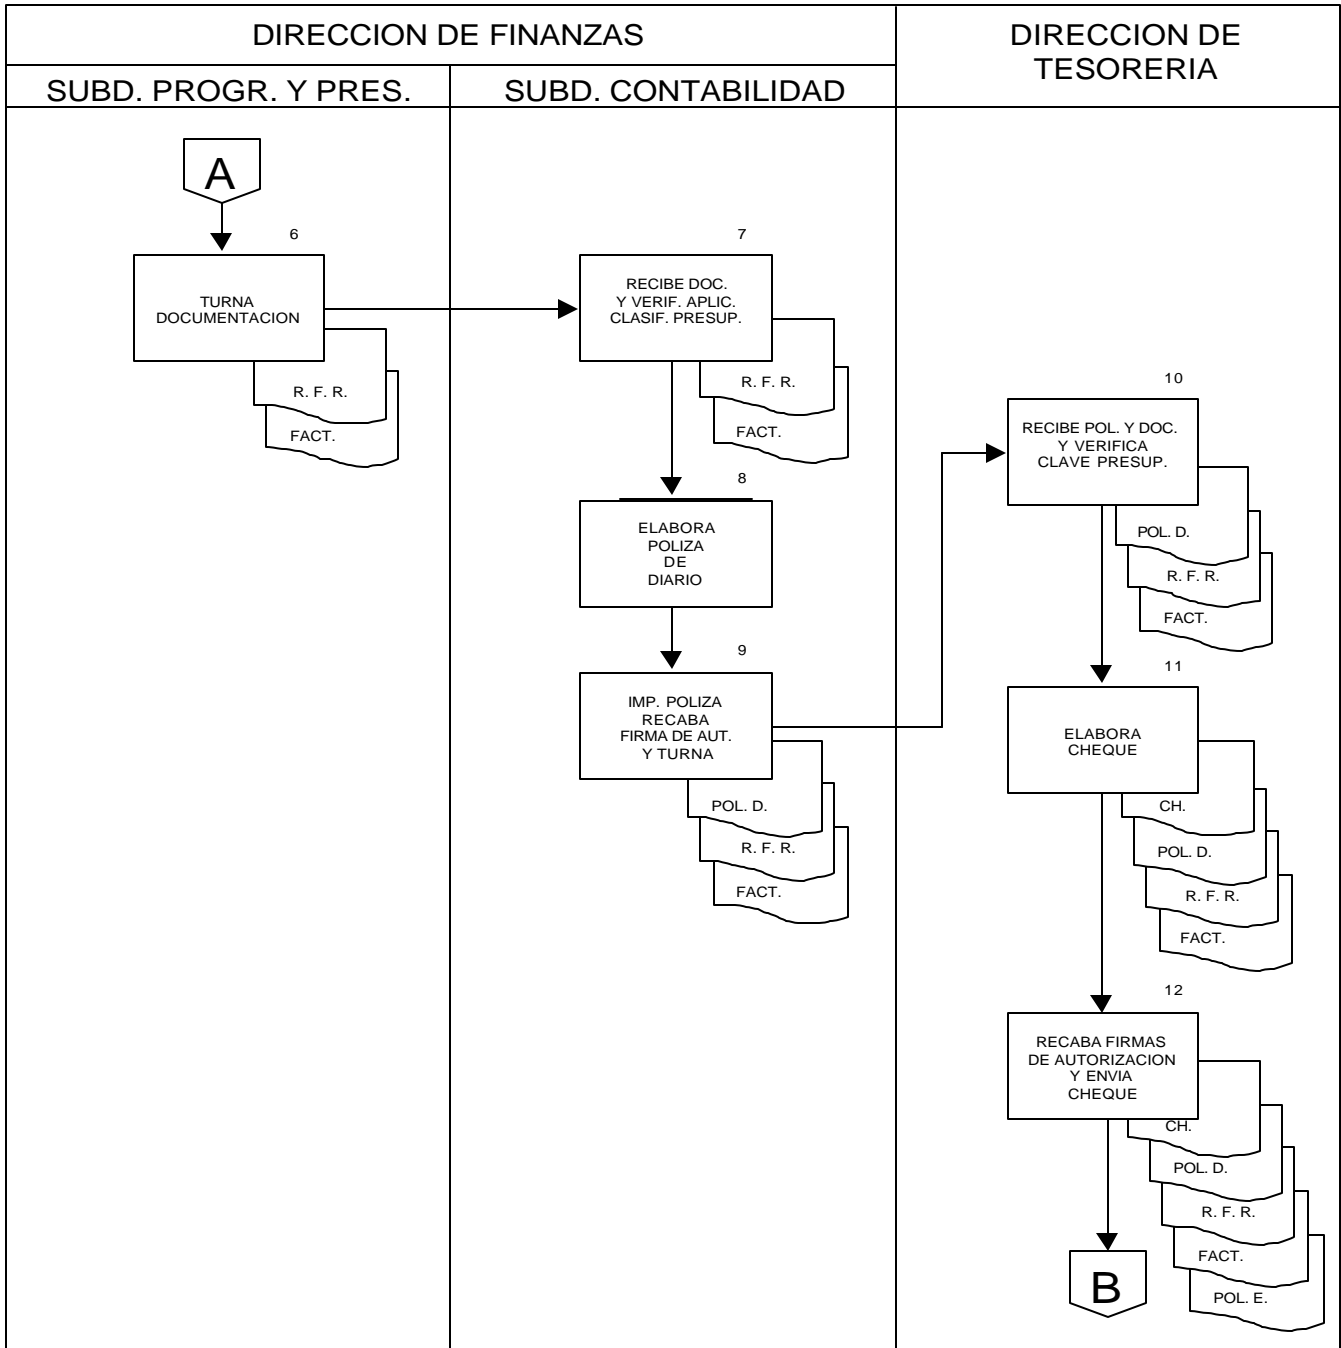 DIRECCION DE FINANZAS
DIRECCION DE
TESORERIA
SUBD. PROGR. Y PRES.
SUBD. CONTABILIDAD
A
6
TURNA
DOCUMENTACION
R. F. R.
FACT.
7
RECIBE DOC.
Y VERIF. APLIC.
CLASIF. PRESUP.
R. F. R.
FACT.
8
ELABORA
POLIZA
DE
DIARIO
9
IMP. POLIZA
RECABA
FIRMA DE AUT.
Y TURNA
POL. D.
R. F. R.
FACT.
10
RECIBE POL. Y DOC.
Y VERIFICA
CLAVE PRESUP.
POL. D.
R. F. R.
FACT.
11
ELABORA
CHEQUE
CH.
POL. D.
R. F. R.
FACT.
12
RECABA FIRMAS
DE AUTORIZACION
Y ENVIA
CHEQUE
CH.
POL. D.
R. F. R.
FACT.
POL. E.
B